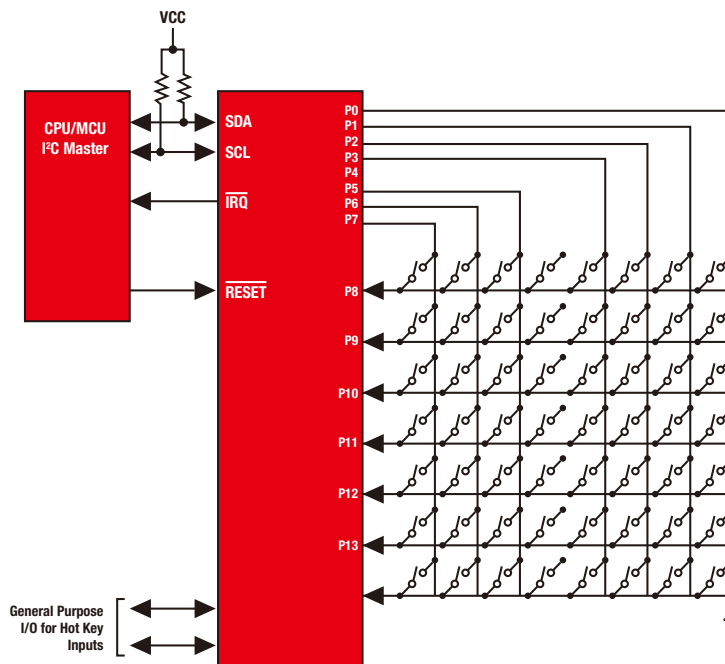 VCC
CPU/MCU
I²C Master
SDA
SCL
IRQ
RESET
P0
P1
P2
P3
P4
P5
P6
P7
P8
P9
P10
P11
P12
P13
General Purpose
I/O for Hot Key
Inputs